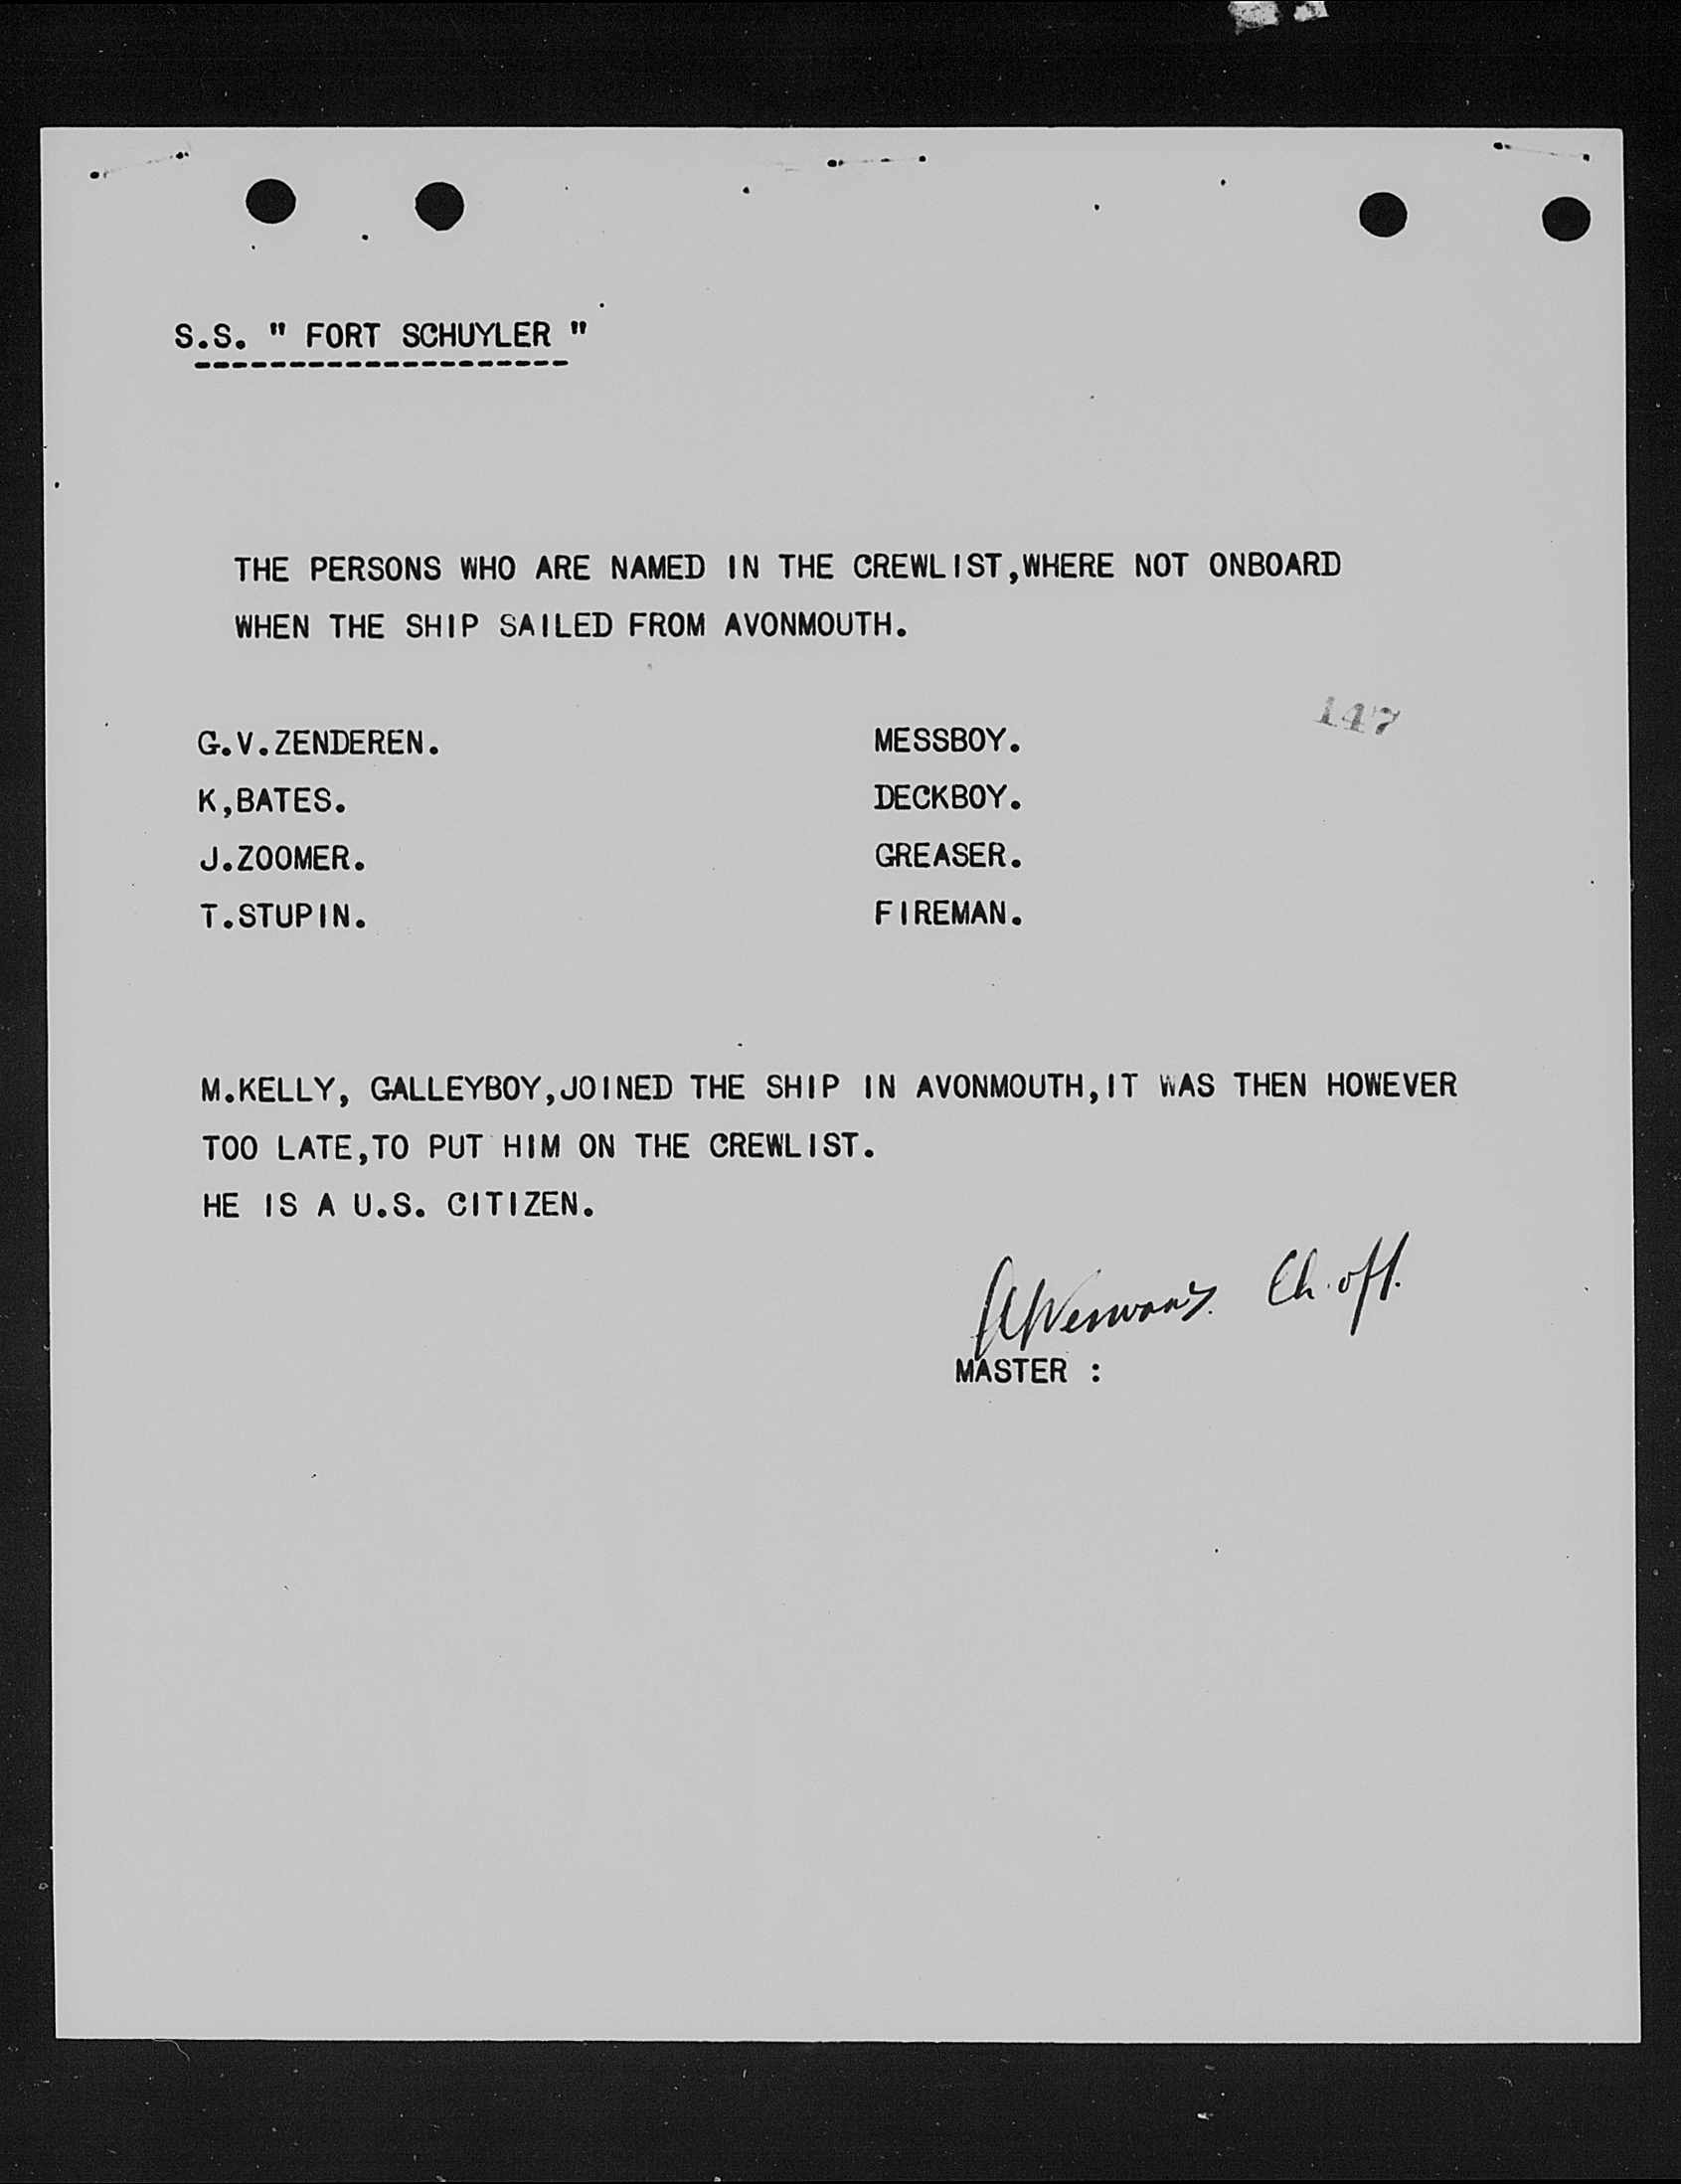 S.S. " FORT SCHUYLER "
--------------------
THE PERSONS WHO ARE NAMED IN THE CREWLIST,WHERE NOT ONBOARD
WHEN THE SHIP SAILED FROM AVONMOUTH.
147
G.V.ZENDEREN. MESSBOY.
K,BATES. DECKBOY.
J.ZOOMER. GREASER.
T.STUPIN. FIREMAN.
M.KELLY, GALLEYBOY,JOINED THE SHIP IN AVONMOUTH,IT WAS THEN HOWEVER
TOO LATE,TO PUT HIM ON THE CREWLIST.
HE IS A U.S. CITIZEN.
Ch. off.
MASTER :